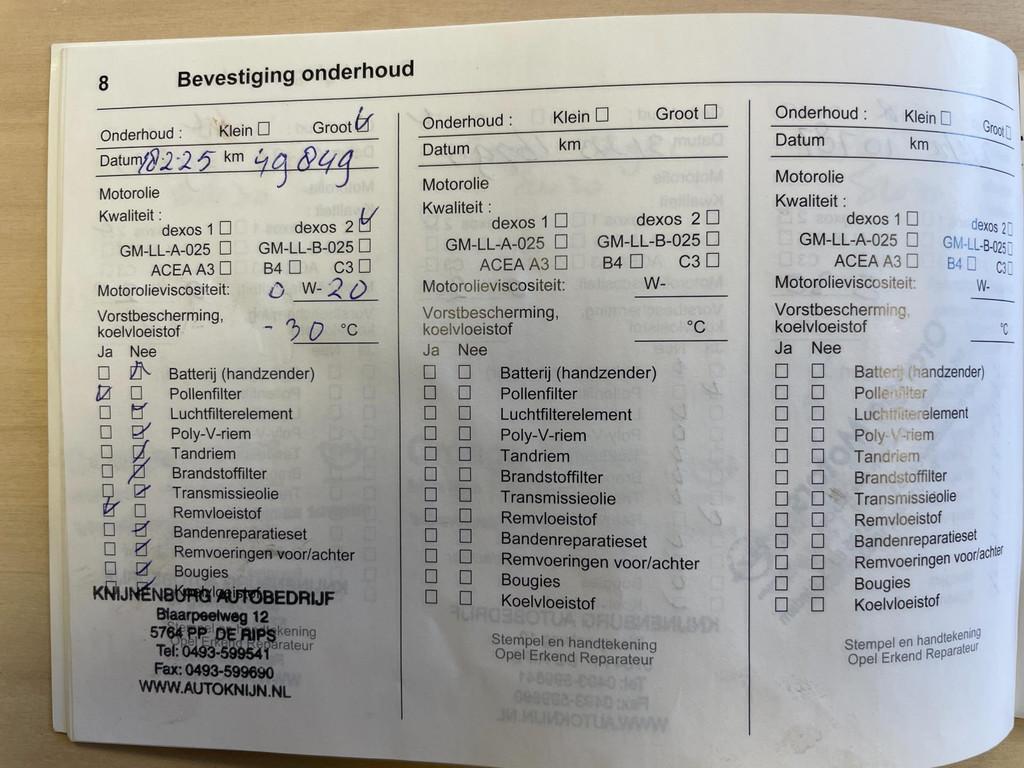 8 Bevestiging onderhoud
Onderhoud : Klein Groot
Datum 18-2-25 km 49849
Motorolie
Kwaliteit :
dexos 1 dexos 2
GM-LL-A-025 GM-LL-B-025
ACEA A3 B4 C3
Motorolieviscositeit: 0 W- 20
Vorstbescherming,
koelvloeistof -30 °C
Ja Nee
Batterij (handzender)
Pollenfilter
Luchtfilterelement
Poly-V-riem
Tandriem
Brandstoffilter
Transmissieolie
Remvloeistof
Bandenreparatieset
Remvoeringen voor/achter
Bougies
Koelvloeistof
KNIJNENBURG AUTOBEDRIJF
Blaarpeelweg 12
5764 PP DE RIPS
Stempel en handtekening
Tel: 0493-599541
Opel Erkend Reparateur
Fax: 0493-599690
WWW.AUTOKNIJN.NL
Onderhoud : Klein Groot
Datum km
Motorolie
Kwaliteit :
dexos 1 dexos 2
GM-LL-A-025 GM-LL-B-025
ACEA A3 B4 C3
Motorolieviscositeit: W-
Vorstbescherming,
koelvloeistof °C
Ja Nee
Batterij (handzender)
Pollenfilter
Luchtfilterelement
Poly-V-riem
Tandriem
Brandstoffilter
Transmissieolie
Remvloeistof
Bandenreparatieset
Remvoeringen voor/achter
Bougies
Koelvloeistof
Stempel en handtekening
Opel Erkend Reparateur
Onderhoud : Klein Groot
Datum km
Motorolie
Kwaliteit :
dexos 1 dexos 2
GM-LL-A-025 GM-LL-B-025
ACEA A3 B4 C3
Motorolieviscositeit: W-
Vorstbescherming,
koelvloeistof °C
Ja Nee
Batterij (handzender)
Pollenfilter
Luchtfilterelement
Poly-V-riem
Tandriem
Brandstoffilter
Transmissieolie
Remvloeistof
Bandenreparatieset
Remvoeringen voor/achter
Bougies
Koelvloeistof
Stempel en handtekening
Opel Erkend Reparateur